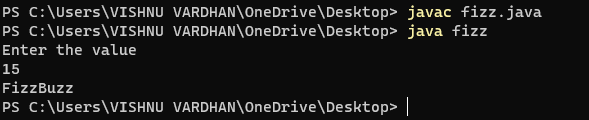 PS C:\Users\VISHNU VARDHAN\OneDrive\Desktop> javac fizz.java
PS C:\Users\VISHNU VARDHAN\OneDrive\Desktop> java fizz
Enter the value
15
FizzBuzz
PS C:\Users\VISHNU VARDHAN\OneDrive\Desktop>